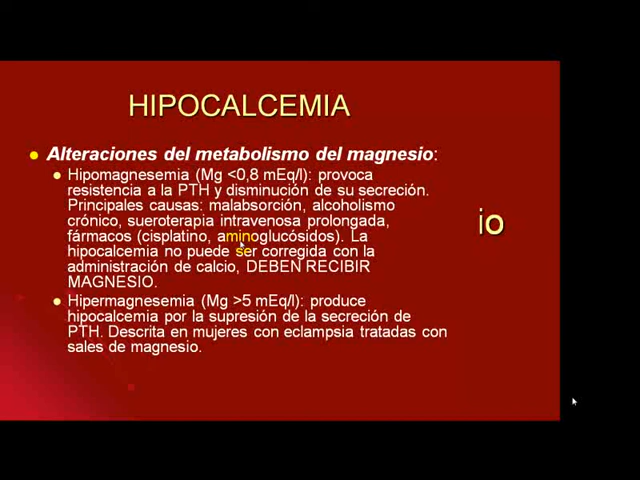 HIPOCALCEMIA
Alteraciones del metabolismo del magnesio:
Hipomagnesemia (Mg <0,8 mEq/l): provoca
resistencia a la PTH y disminución de su secreción.
Principales causas: malabsorción, alcoholismo
crónico, sueroterapia intravenosa prolongada,
fármacos (cisplatino, aminoglucósidos). La
hipocalcemia no puede ser corregida con la
administración de calcio, DEBEN RECIBIR
MAGNESIO.
Hipermagnesemia (Mg >5 mEq/l): produce
hipocalcemia por la supresión de la secreción de
PTH. Descrita en mujeres con eclampsia tratadas con
sales de magnesio.
io